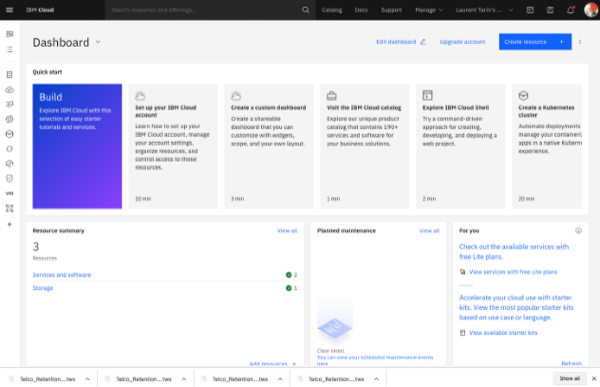 IBM Cloud
Search resources and offerings...
Catalog
Docs
Support
Manage
Laurent Tarin's ...
Dashboard
Edit dashboard
Upgrade account
Create resource +
Quick start
Build
Explore IBM Cloud with this
selection of easy starter
tutorials and services.
Set up your IBM Cloud
account
Learn how to set up your
IBM Cloud account, manage
your account settings,
organize resources, and
control access to those
resources.
10 min
Create a custom dashboard
Create a shareable
dashboard that you can
customize with widgets,
scope, and your own layout.
3 min
Visit the IBM Cloud catalog
Explore our unique product
catalog that contains 190+
services and software for
your business solutions.
1 min
Explore IBM Cloud Shell
Try a command-driven
approach for creating,
developing, and deploying a
web project.
2 min
Create a Kubernetes
cluster
Automate deployments
manage your containers
apps in a native Kubern
experience.
20 min
Resource summary
View all
3
Resources
Services and software
2
Storage
1
Add resources +
Planned maintenance
View all
Clear skies!
You can view your scheduled maintenance events
here
For you
Check out the available services with
free Lite plans.
View services with free Lite plans
Accelerate your cloud use with starter
kits. View the most popular starter kits
based on use case or language.
View available starter kits
Refresh
Telco_Retention....twx
Telco_Retention....twx
Telco_Retention....twx
Telco_Retention....twx
Show all